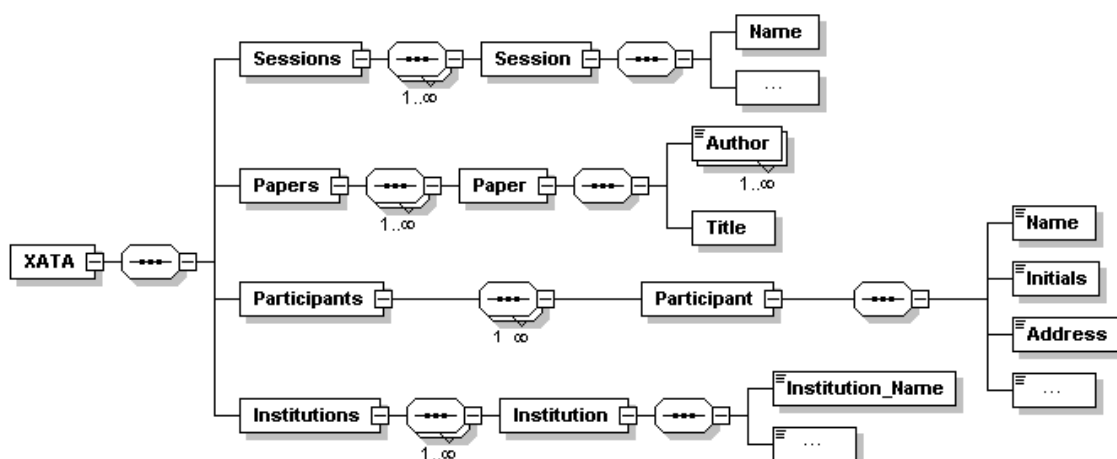 XATA
Sessions
1..∞
Session
Name
...
Papers
1..∞
Paper
Author
1..∞
Title
Participants
1..∞
Participant
Name
Initials
Address
...
Institutions
1..∞
Institution
Institution_Name
...